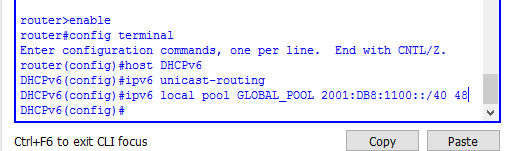 router>enable
router#config terminal
Enter configuration commands, one per line.  End with CNTL/Z.
router(config)#host DHCPv6
DHCPv6(config)#ipv6 unicast-routing
DHCPv6(config)#ipv6 local pool GLOBAL_POOL 2001:DB8:1100::/40 48
DHCPv6(config)#
Ctrl+F6 to exit CLI focus
Copy
Paste